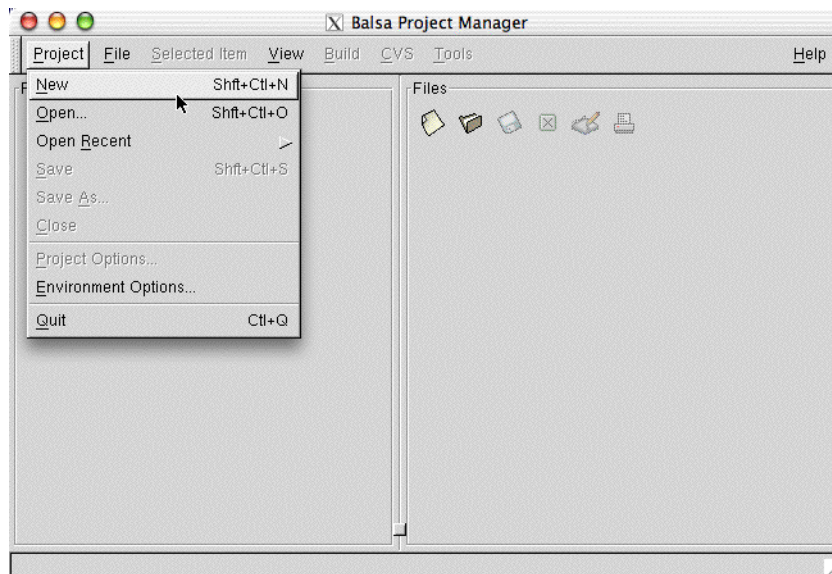 Balsa Project Manager
Project File Selected Item View Build CVS Tools Help
New Shft+Ctl+N
Open... Shft+Ctl+O
Open Recent
Save Shft+Ctl+S
Save As...
Close
Project Options...
Environment Options...
Quit Ctl+Q
Files